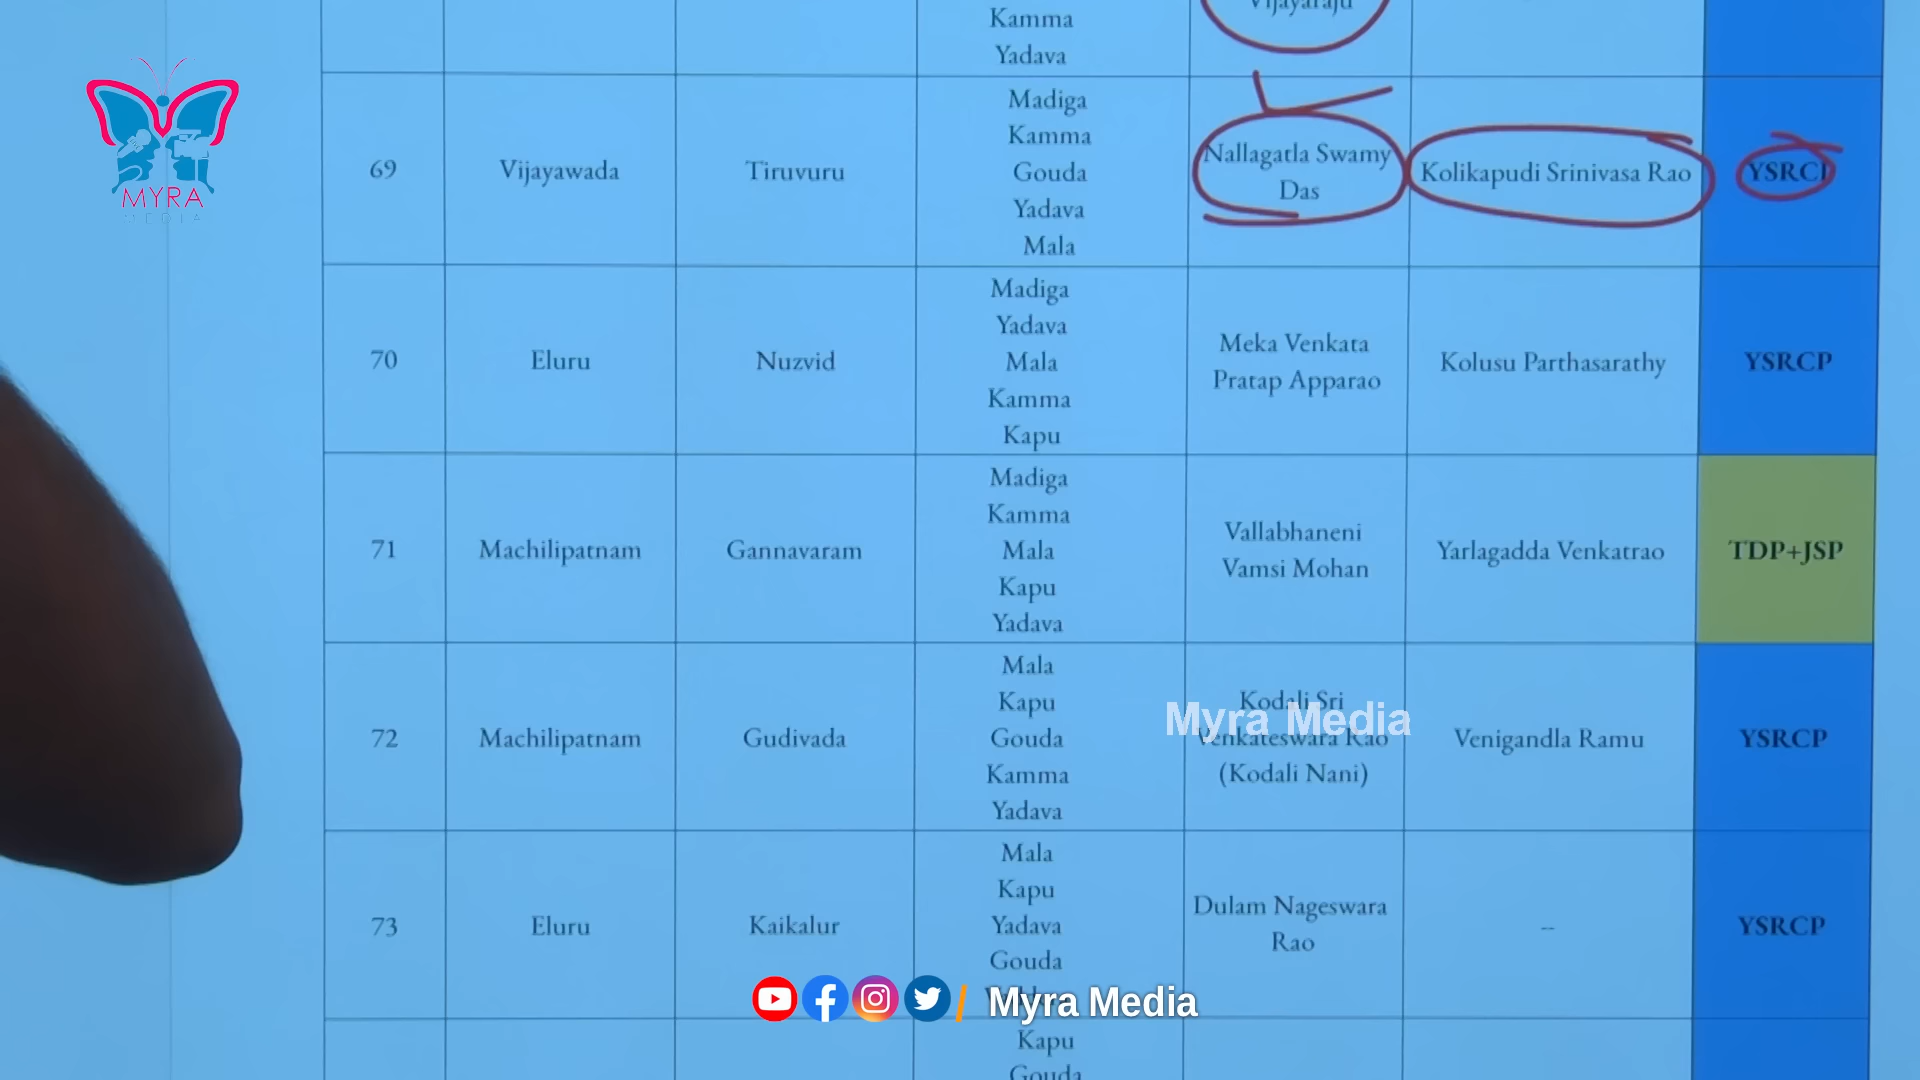 Vijayaraju
Kamma
Yadava
MYRA
MEDIA
69
Vijayawada
Tiruvuru
Madiga
Kamma
Gouda
Yadava
Mala
Nallagatla Swamy
Das
Kolikapudi Srinivasa Rao
YSRCP
70
Eluru
Nuzvid
Madiga
Yadava
Mala
Kamma
Kapu
Meka Venkata
Pratap Apparao
Kolusu Parthasarathy
YSRCP
71
Machilipatnam
Gannavaram
Madiga
Kamma
Mala
Kapu
Yadava
Vallabhaneni
Vamsi Mohan
Yarlagadda Venkatrao
TDP+JSP
72
Machilipatnam
Gudivada
Mala
Kapu
Gouda
Kamma
Yadava
Kodali Sri
Venkateswara Rao
(Kodali Nani)
Myra Media
Venigandla Ramu
YSRCP
73
Eluru
Kaikalur
Mala
Kapu
Yadava
Gouda
Dulam Nageswara
Rao
--
YSRCP
/ Myra Media
Kapu
Gouda